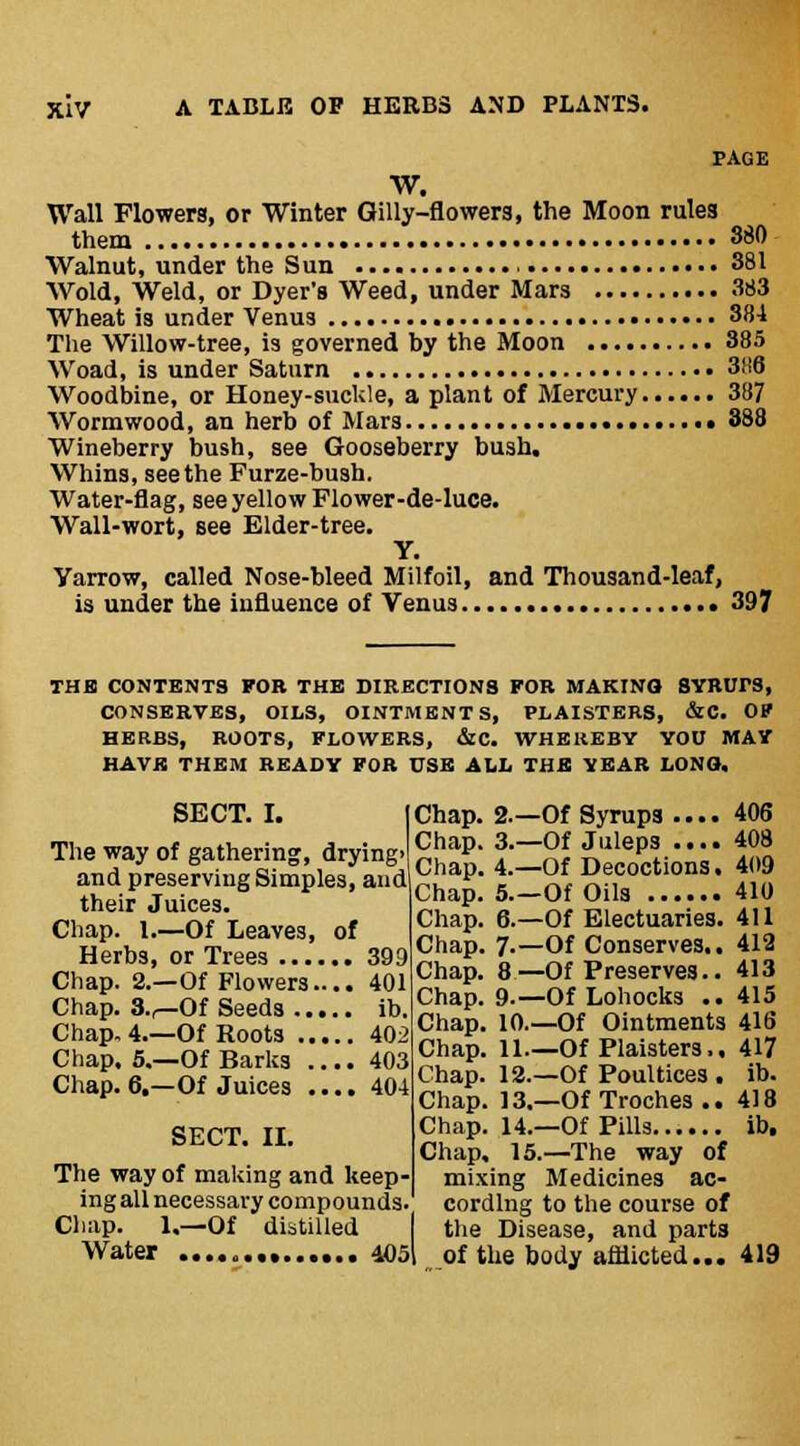 xiv A TABLE OF HERBS AND PLANTS.
PAGE
W.
Wall Flowers, or Winter Gilly-flowers, the Moon rules
them .......... 380
Walnut, under the Sun .......... 381
Wold, Weld, or Dyer's Weed, under Mars .......... 383
Wheat is under Venus .......... 384
The Willow-tree, is governed by the Moon .......... 385
Woad, is under Saturn .......... 386
Woodbine, or Honey-suckle, a plant of Mercury...... 387
Wormwood, an herb of Mars.......... 388
Wineberry bush, see Gooseberry bush.
Whins, see the Furze-bush.
Water-flag, see yellow Flower-de-luce.
Wall-wort, see Elder-tree.
Y.
Yarrow, called Nose-bleed Milfoil, and Thousand-leaf,
is under the influence of Venus.......... 397
THE CONTENTS FOR THE DIRECTIONS FOR MAKING SYRUPS,
CONSERVES, OILS, OINTMENTS, PLAISTERS, &C. OF
HERBS, ROOTS, FLOWERS, &C. WHEREBY YOU MAY
HAVE THEM READY FOR USE ALL THE YEAR LONG.
SECT. I.
The way of gathering, drying,
and preserving Simples, and
their Juices.
Chap. 1.—Of Leaves, of
Herbs, or Trees ...... 399
Chap. 2.—Of Flowers.... 401
Chap. 3.—Of Seeds ..... ib.
Chap. 4.—Of Roots ..... 402
Chap. 5.—Of Barks .... 403
Chap. 6.—Of Juices .... 404
SECT. II.
The way of making and keep-
ing all necessary compounds.
Chap. 1.—Of distilled
Water .............. 405
Chap. 2.—Of Syrups .... 406
Chap. 3.—Of Juleps .... 408
Chap. 4.—Of Decoctions. 409
Chap. 5.—Of Oils ...... 410
Chap. 6.—Of Electuaries. 411
Chap. 7.—Of Conserves.. 412
Chap. 8.—Of Preserves.. 413
Chap. 9.—Of Lohocks .. 415
Chap. 10.—Of Ointments 416
Chap. 11.—Of Plaisters.. 417
Chap. 12.—Of Poultices . ib.
Chap. 13.—Of Troches .. 418
Chap. 14.—Of Pills...... ib.
Chap. 15.—The way of
mixing Medicines ac-
cording to the course of
the Disease, and parts
of the body afflicted... 419